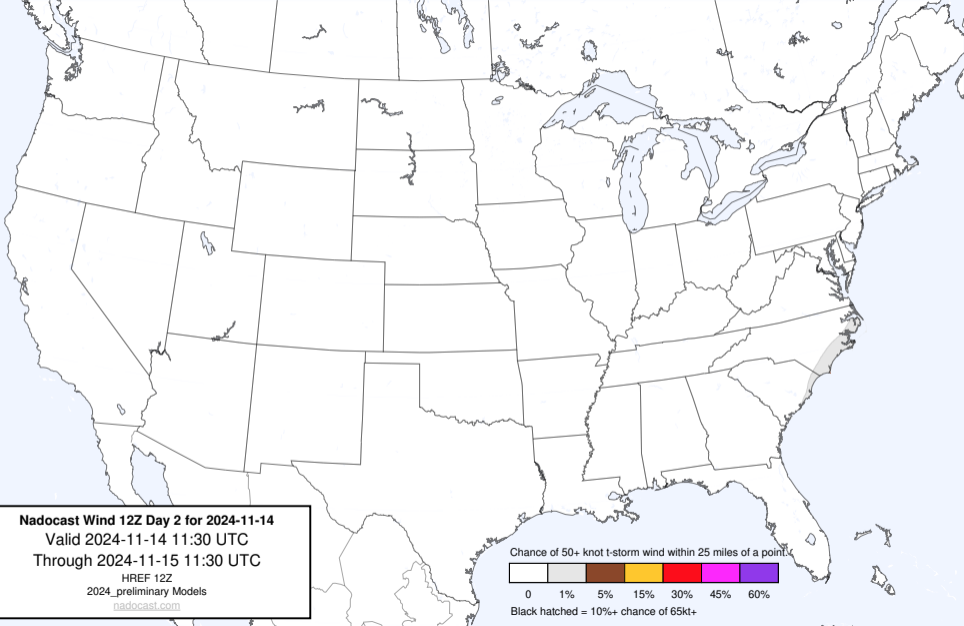 Nadocast Wind 12Z Day 2 for 2024-11-14
Valid 2024-11-14 11:30 UTC
Through 2024-11-15 11:30 UTC
HREF 12Z
2024_preliminary Models
nadocast.com
Chance of 50+ knot t-storm wind within 25 miles of a point.
0 1% 5% 15% 30% 45% 60%
Black hatched = 10%+ chance of 65kt+